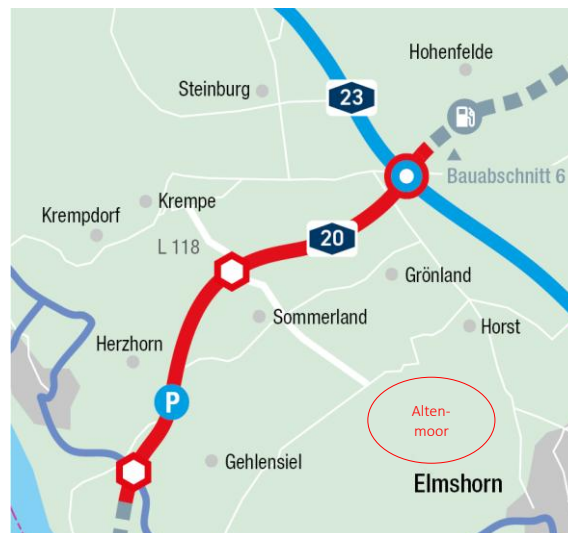 Hohenfelde
Steinburg
23
Bauabschnitt 6
Krempe
Krempdorf
L 118
20
Grönland
Sommerland
Horst
Herzhorn
P
Alten-
moor
Gehlensiel
Elmshorn